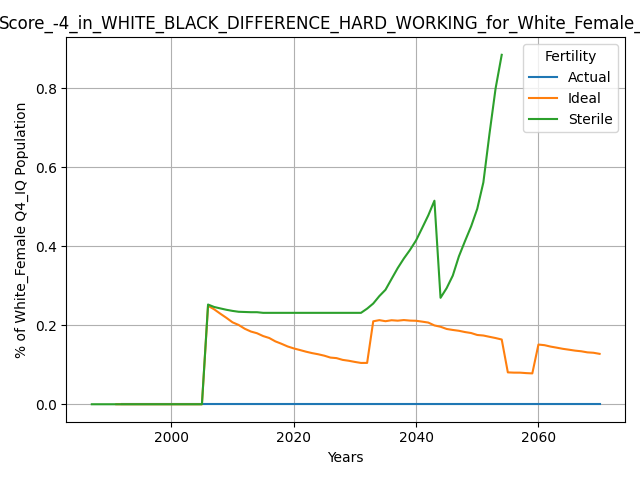 Score_-4_in_WHITE_BLACK_DIFFERENCE_HARD_WORKING_for_White_Female_
Fertility
Actual
Ideal
Sterile
% of White_Female Q4_IQ Population
0.8
0.6
0.4
0.2
0.0
2000
2020
2040
2060
Years